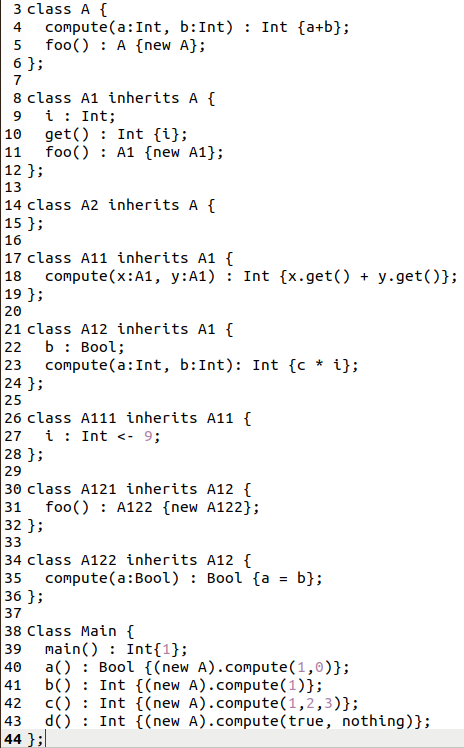 3 class A {
4   compute(a:Int, b:Int) : Int {a+b};
5   foo() : A {new A};
6 };
7
8 class A1 inherits A {
9   i : Int;
10   get() : Int {i};
11   foo() : A1 {new A1};
12 };
13
14 class A2 inherits A {
15 };
16
17 class A11 inherits A1 {
18   compute(x:A1, y:A1) : Int {x.get() + y.get()};
19 };
20
21 class A12 inherits A1 {
22   b : Bool;
23   compute(a:Int, b:Int): Int {c * i};
24 };
25
26 class A111 inherits A11 {
27   i : Int <- 9;
28 };
29
30 class A121 inherits A12 {
31   foo() : A122 {new A122};
32 };
33
34 class A122 inherits A12 {
35   compute(a:Bool) : Bool {a = b};
36 };
37
38 Class Main {
39   main() : Int{1};
40   a() : Bool {(new A).compute(1,0)};
41   b() : Int {(new A).compute(1)};
42   c() : Int {(new A).compute(1,2,3)};
43   d() : Int {(new A).compute(true, nothing)};
44 };